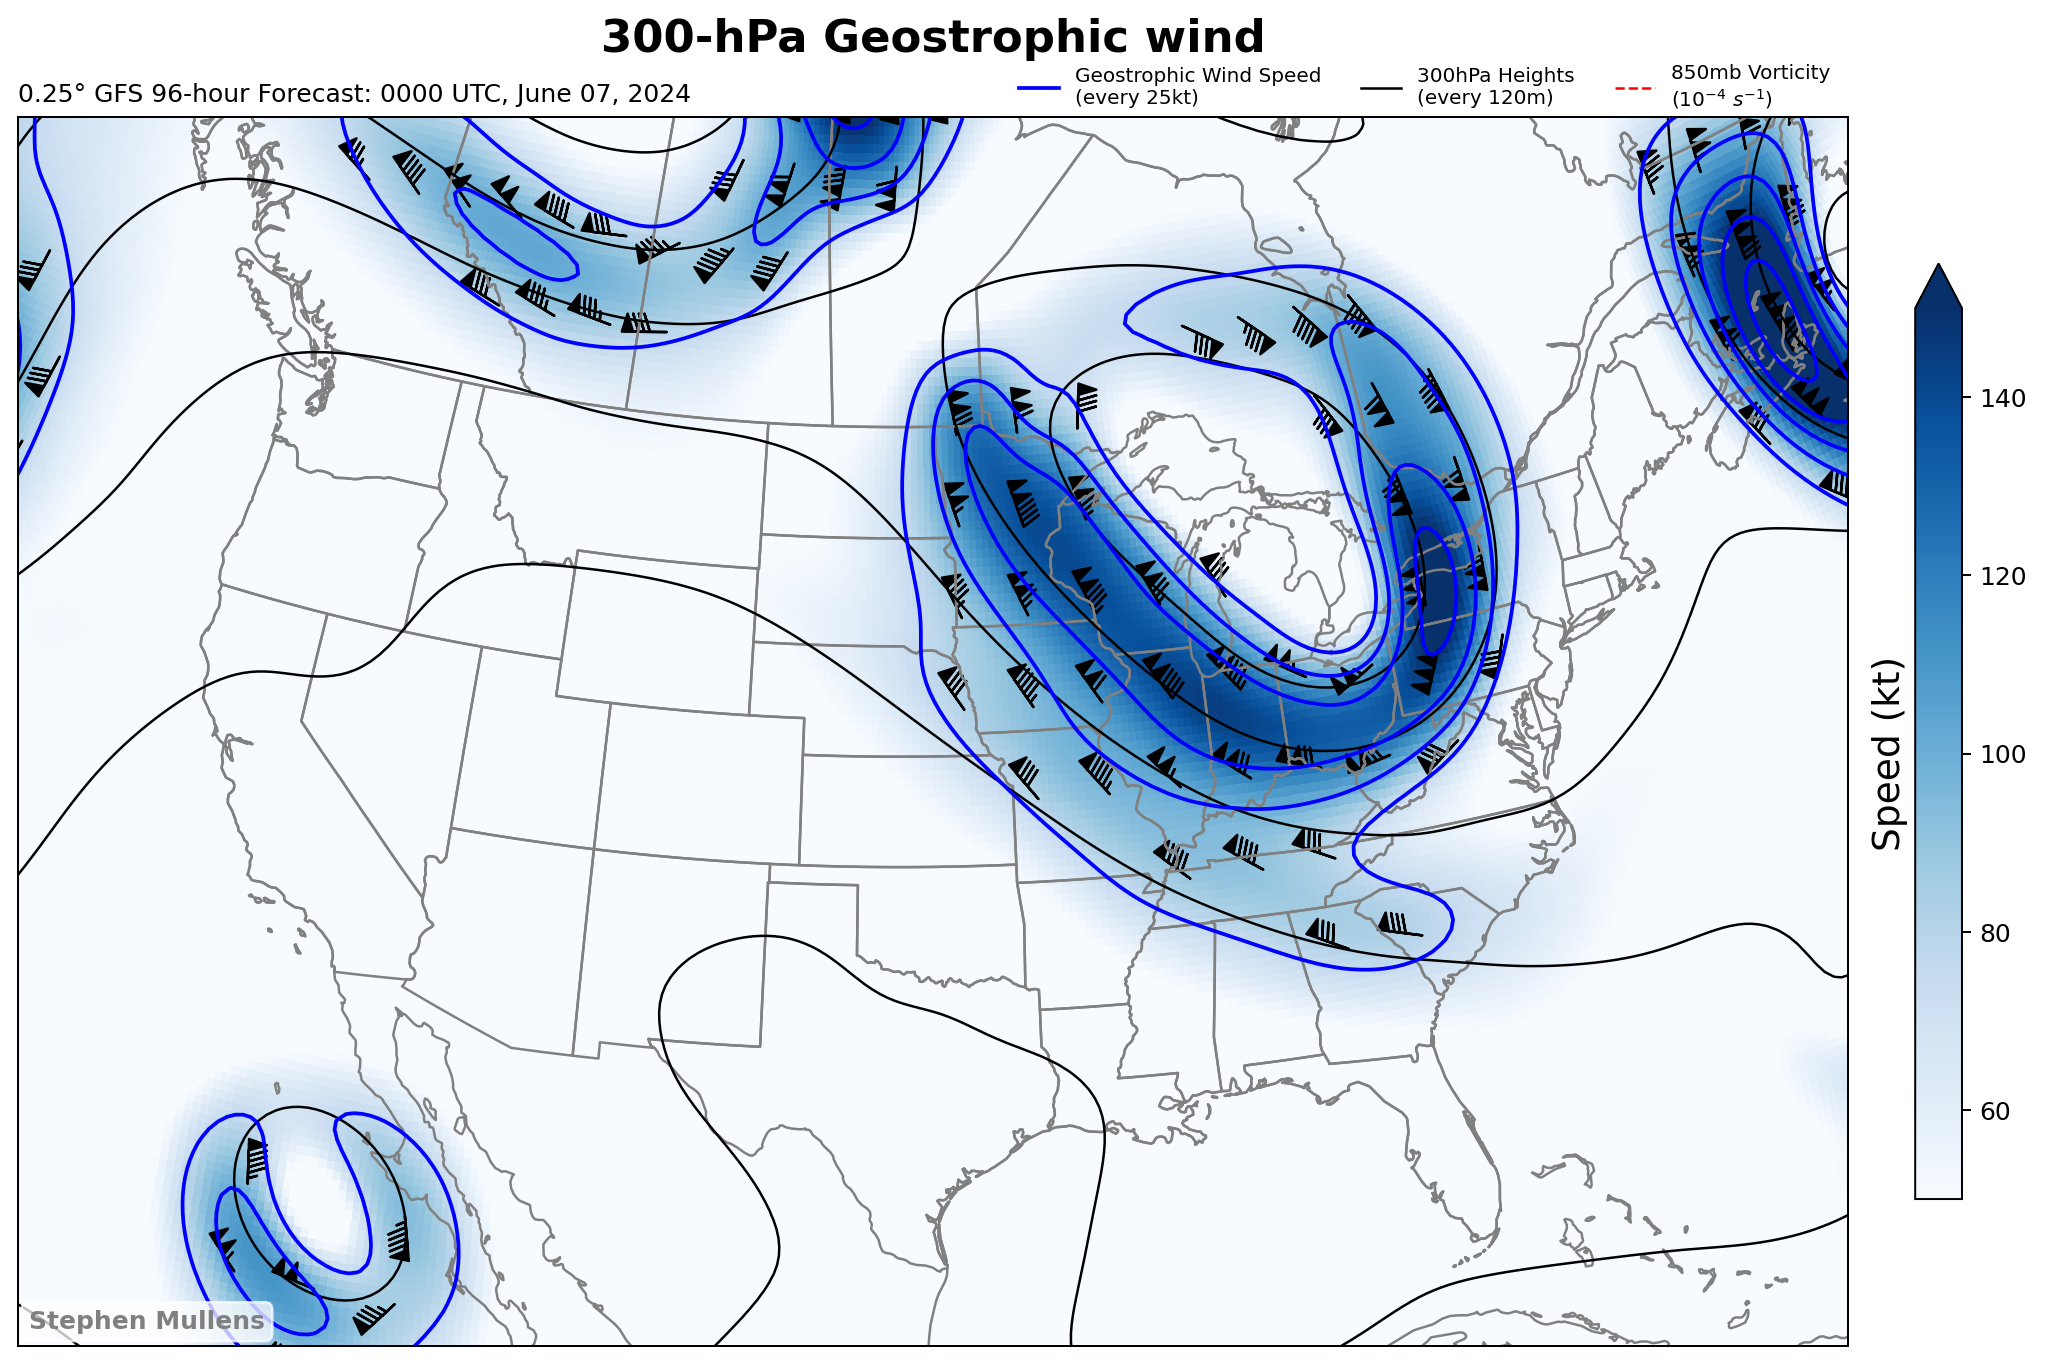 300-hPa Geostrophic wind
0.25° GFS 96-hour Forecast: 0000 UTC, June 07, 2024
Geostrophic Wind Speed
(every 25kt)
300hPa Heights
(every 120m)
850mb Vorticity
(10⁻⁴ s⁻¹)
140
120
100
80
60
Speed (kt)
Stephen Mullens